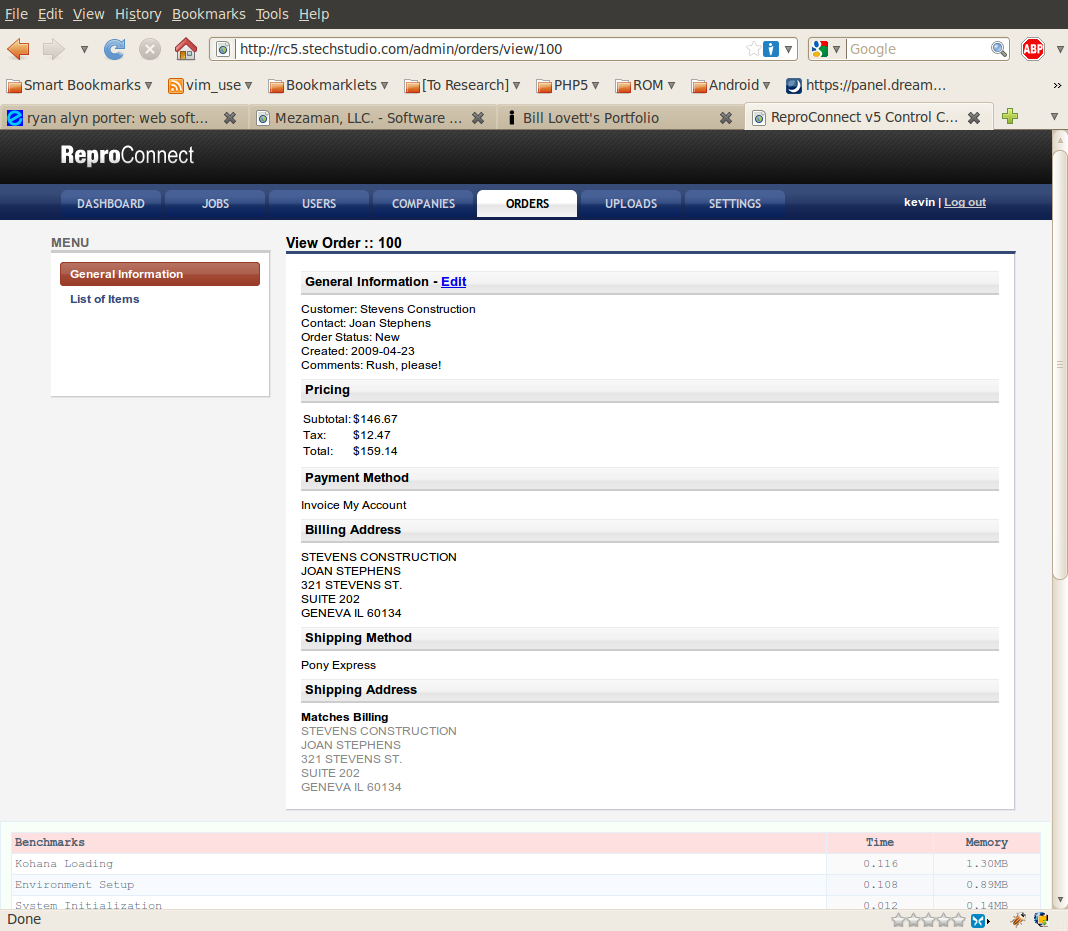 File Edit View History Bookmarks Tools Help
http://rc5.stechstudio.com/admin/orders/view/100
Google
ABP
Smart Bookmarks vim_use Bookmarklets [To Research] PHP5 ROM Android https://panel.dream... »
ryan alyn porter: web soft... Mezaman, LLC. - Software ... Bill Lovett's Portfolio ReproConnect v5 Control C...
ReproConnect
DASHBOARD JOBS USERS COMPANIES ORDERS UPLOADS SETTINGS kevin | Log out
MENU
General Information
List of Items
View Order :: 100
General Information - Edit
Customer: Stevens Construction
Contact: Joan Stephens
Order Status: New
Created: 2009-04-23
Comments: Rush, please!
Pricing
Subtotal: $146.67
Tax: $12.47
Total: $159.14
Payment Method
Invoice My Account
Billing Address
STEVENS CONSTRUCTION
JOAN STEPHENS
321 STEVENS ST.
SUITE 202
GENEVA IL 60134
Shipping Method
Pony Express
Shipping Address
Matches Billing
STEVENS CONSTRUCTION
JOAN STEPHENS
321 STEVENS ST.
SUITE 202
GENEVA IL 60134
Benchmarks Time Memory
Kohana Loading 0.116 1.30MB
Environment Setup 0.108 0.89MB
System Initialization 0.012 0.14MB
Done